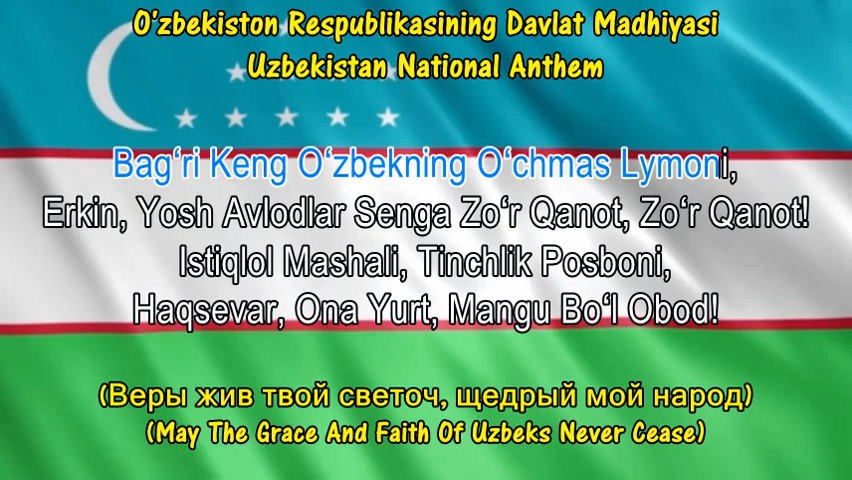 O'zbekiston Respublikasining Davlat Madhiyasi
Uzbekistan National Anthem
Bag‘ri Keng O‘zbekning O‘chmas Lymoni,
Erkin, Yosh Avlodlar Senga Zo‘r Qanot, Zo‘r Qanot!
Istiqlol Mashali, Tinchlik Posboni,
Haqsevar, Ona Yurt, Mangu Bo‘l Obod!
(Веры жив твой светоч, щедрый мой народ)
(May The Grace And Faith Of Uzbeks Never Cease)